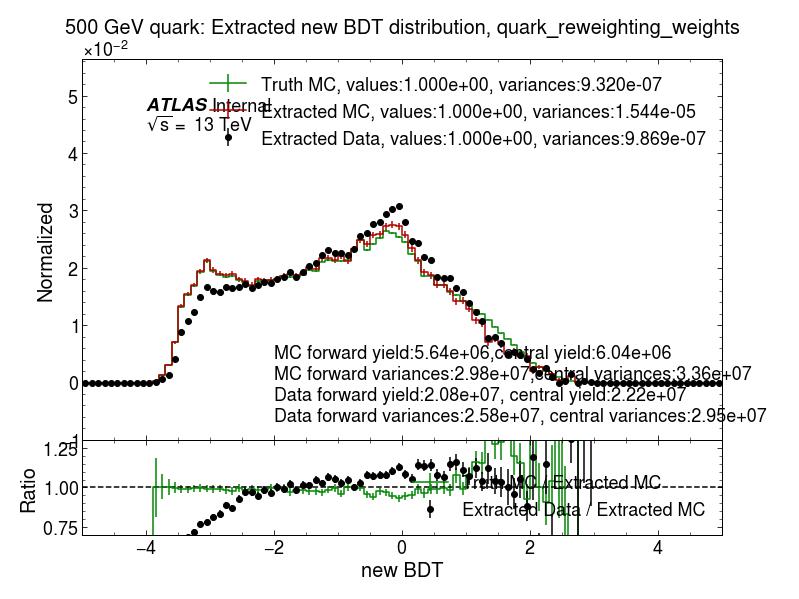 500 GeV quark: Extracted new BDT distribution, quark_reweighting_weights
×10⁻²
Truth MC, values:1.000e+00, variances:9.320e-07
ATLAS Internal
Extracted MC, values:1.000e+00, variances:1.544e-05
√s = 13 TeV
Extracted Data, values:1.000e+00, variances:9.869e-07
5
4
3
2
1
0
−1
Normalized
MC forward yield:5.64e+06,central yield:6.04e+06
MC forward variances:2.98e+07,central variances:3.36e+07
Data forward yield:2.08e+07, central yield:2.22e+07
Data forward variances:2.58e+07, central variances:2.95e+07
1.25
1.00
0.75
Ratio
Truth MC / Extracted MC
Extracted Data / Extracted MC
−4 −2 0 2 4
new BDT